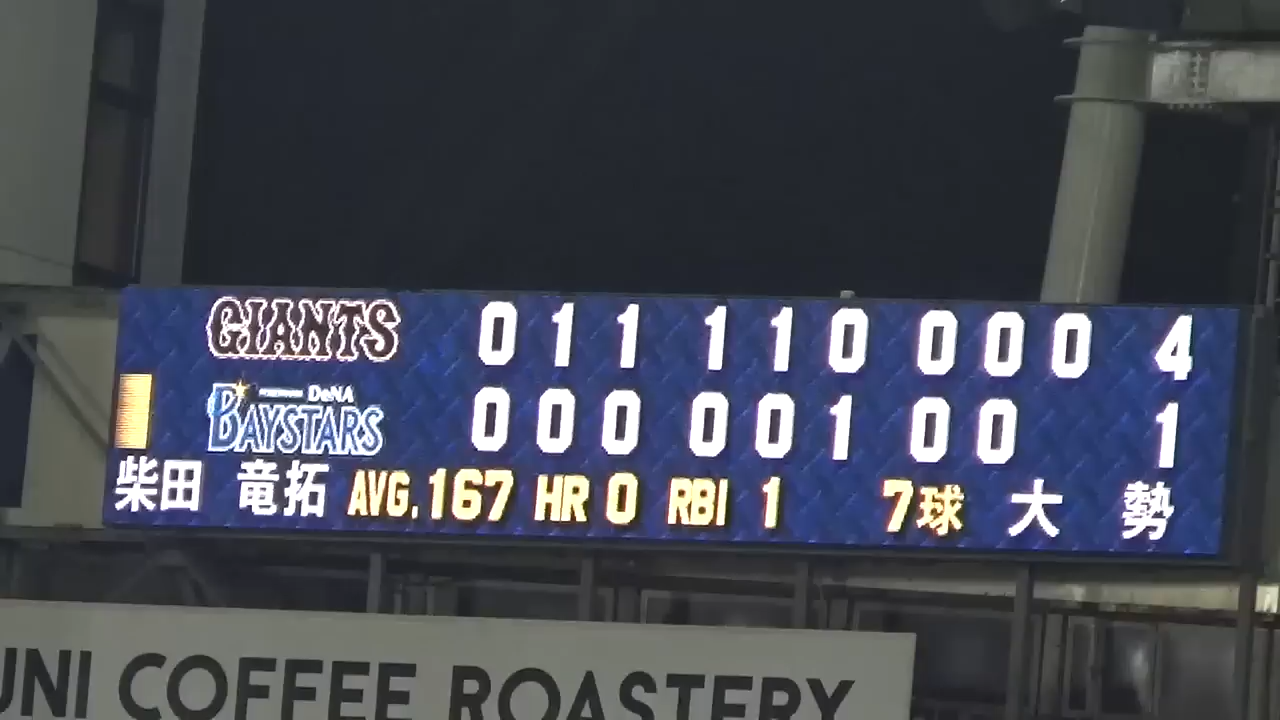 GIANTS 0 1 1 1 1 0 0 0 0 4
DeNA
BAYSTARS 0 0 0 0 0 1 0 0 1
柴田 竜拓 AVG.167 HR 0 RBI 1 7球 大 勢
UNI COFFEE ROASTERY